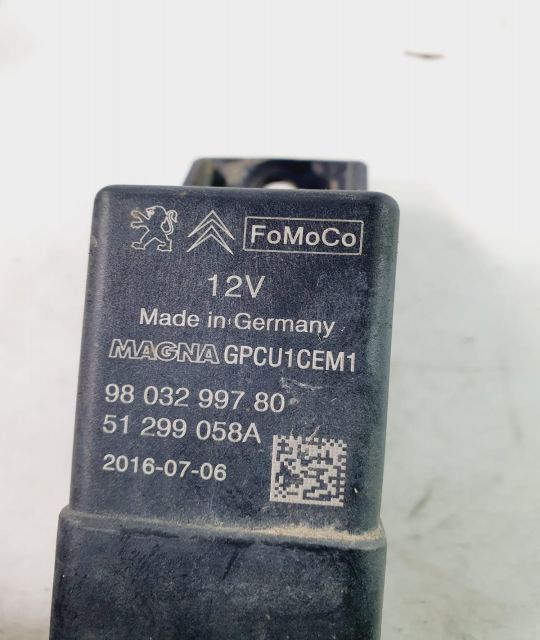 FoMoCo
12V
Made in Germany
MAGNA GPCU1CEM1
98 032 997 80
51 299 058A
2016-07-06